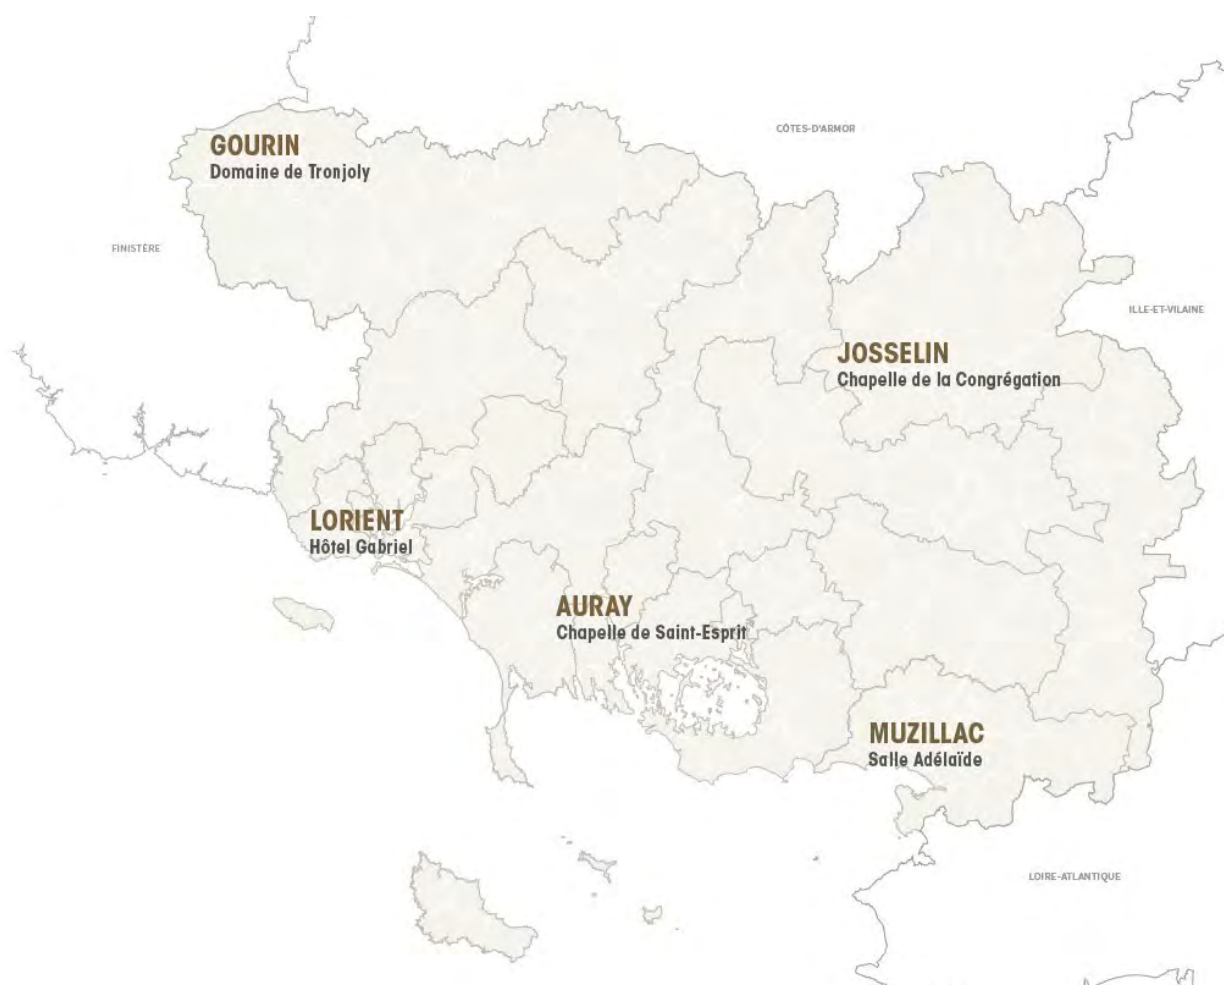 CÔTES-D'ARMOR
GOURIN
Domaine de Tronjoly
FINISTÈRE
ILLE-ET-VILAINE
JOSSELIN
Chapelle de la Congrégation
LORIENT
Hôtel Gabriel
AURAY
Chapelle de Saint-Esprit
MUZILLAC
Salle Adélaïde
LOIRE-ATLANTIQUE